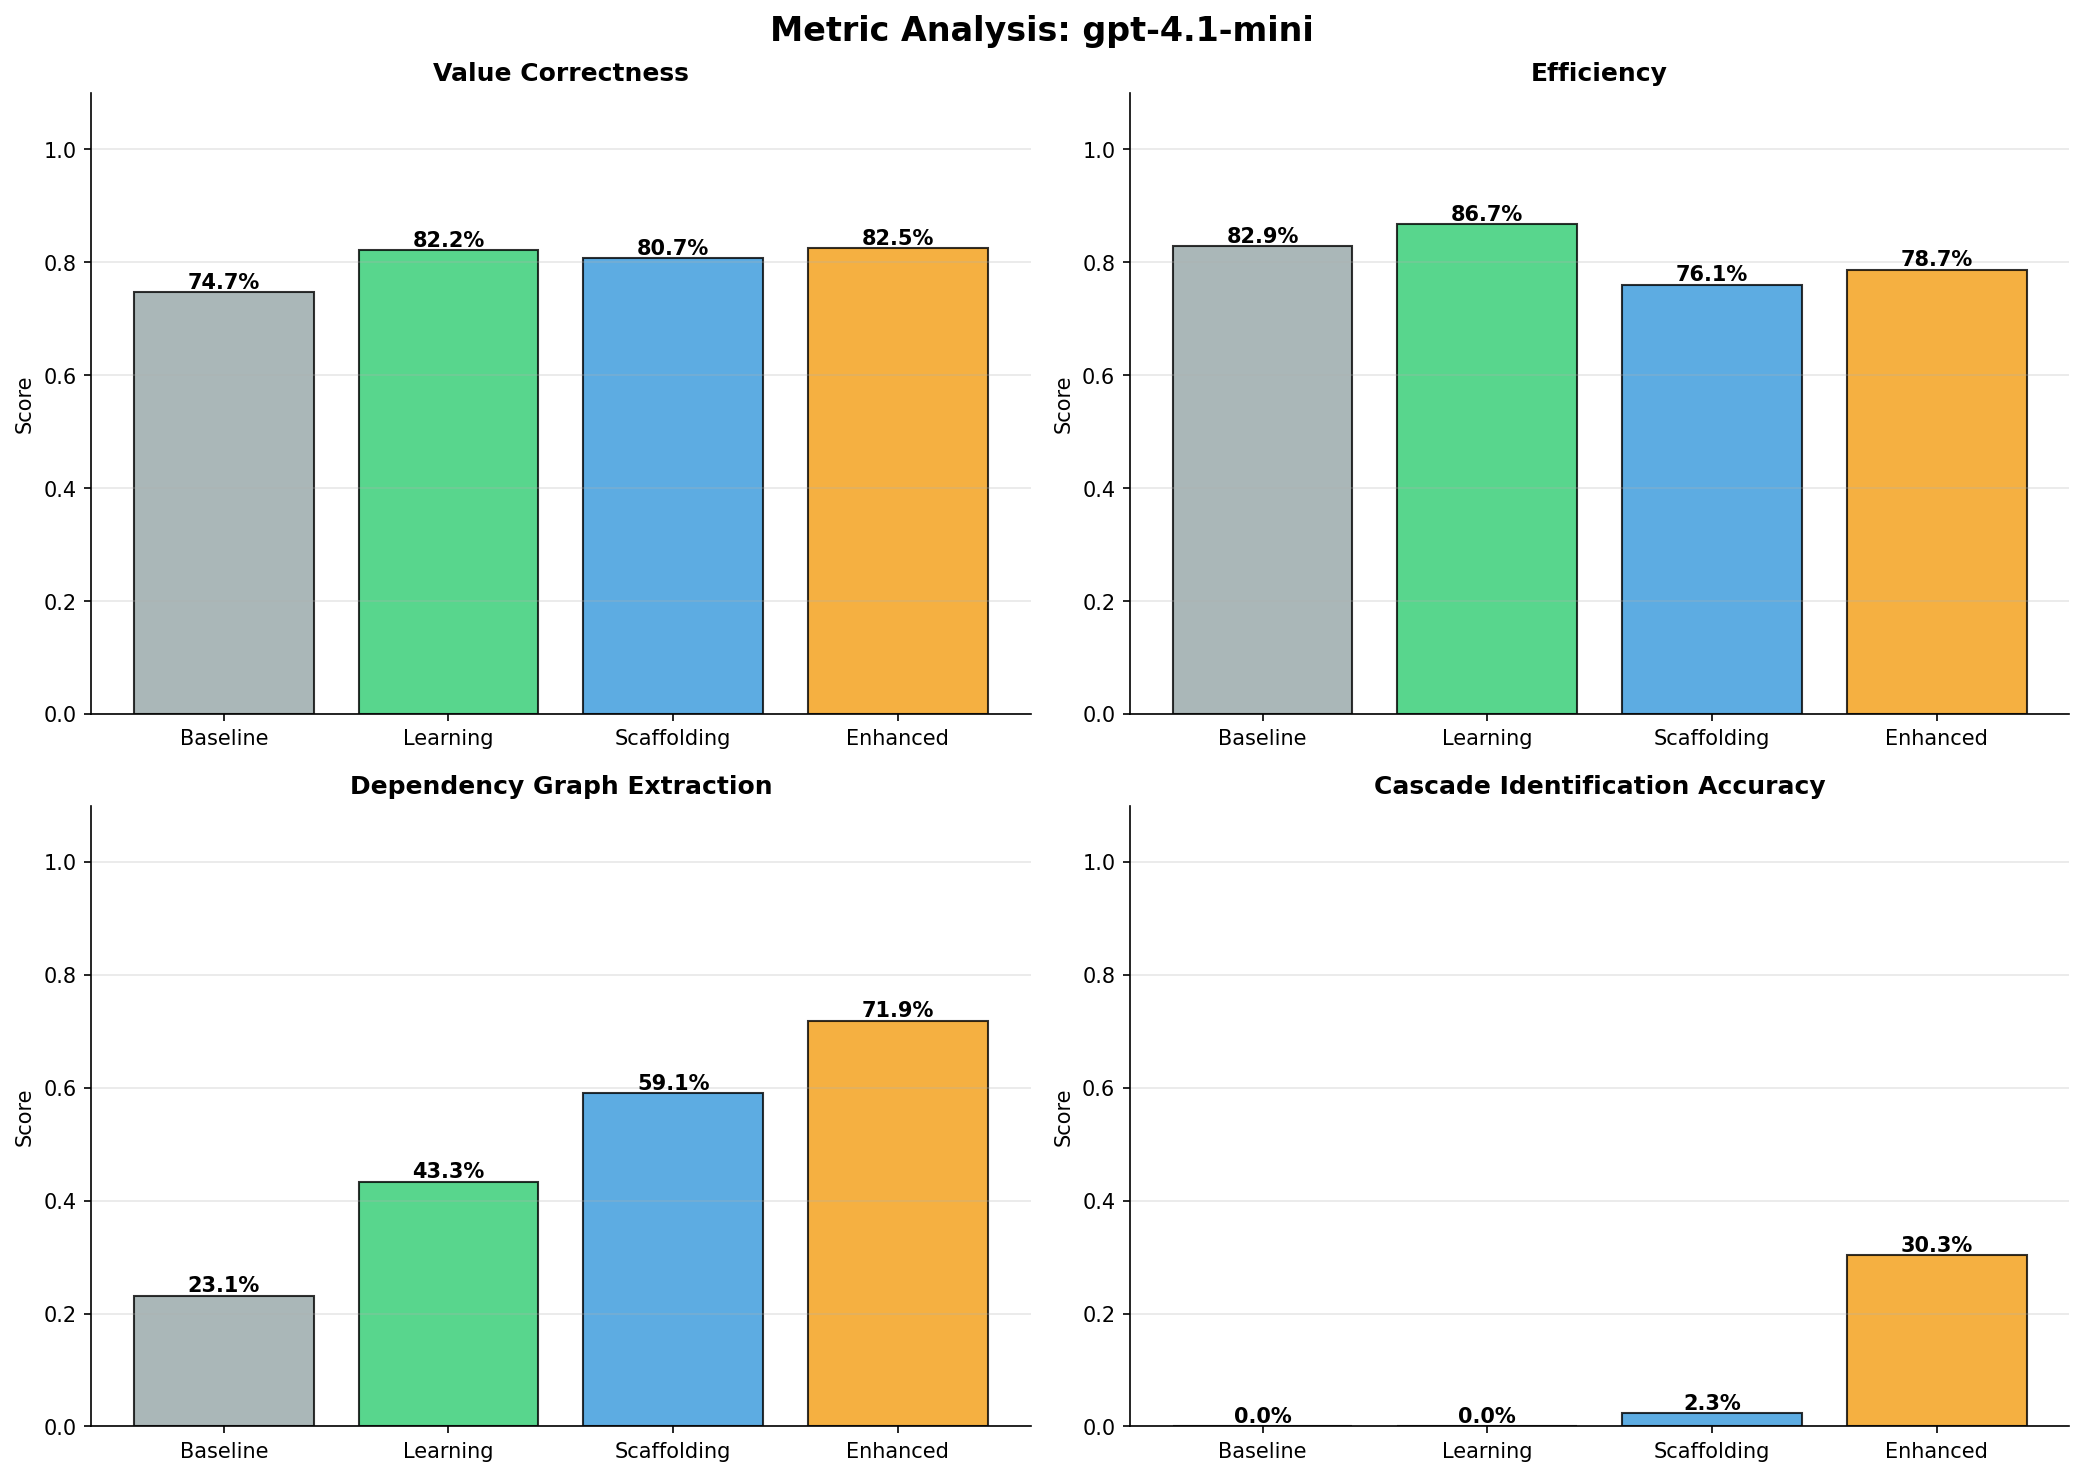 Metric Analysis: gpt-4.1-mini
Value Correctness
Score
1.0
0.8
0.6
0.4
0.2
0.0
74.7%
82.2%
80.7%
82.5%
Baseline
Learning
Scaffolding
Enhanced
Efficiency
Score
1.0
0.8
0.6
0.4
0.2
0.0
82.9%
86.7%
76.1%
78.7%
Baseline
Learning
Scaffolding
Enhanced
Dependency Graph Extraction
Score
1.0
0.8
0.6
0.4
0.2
0.0
23.1%
43.3%
59.1%
71.9%
Baseline
Learning
Scaffolding
Enhanced
Cascade Identification Accuracy
Score
1.0
0.8
0.6
0.4
0.2
0.0
0.0%
0.0%
2.3%
30.3%
Baseline
Learning
Scaffolding
Enhanced